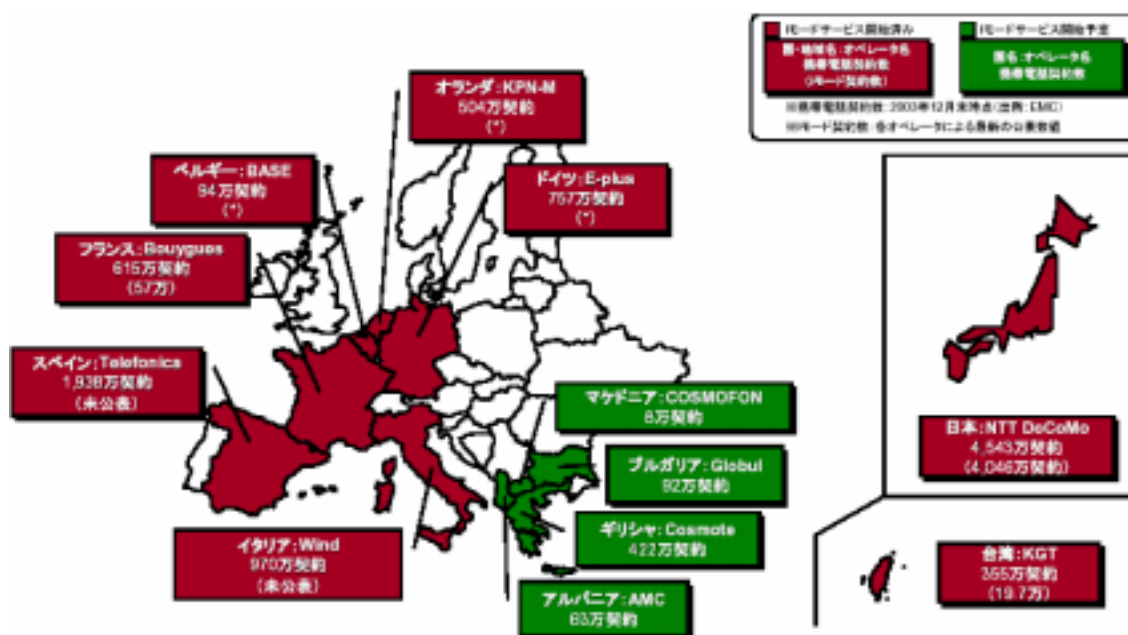 iモードサービス開始済み
iモードサービス開始予定
国・地域名:オペレータ名
携帯電話契約数
(iモード契約数)
国名:オペレータ名
携帯電話契約数
※携帯電話契約数:2003年12月末時点(出所:EMC)
※iモード契約数:各オペレータによる最新の公表数値
オランダ:KPN-M
504万契約
(*)
ベルギー:BASE
94万契約
(*)
ドイツ:E-plus
757万契約
(*)
フランス:Bouygues
615万契約
(57万)
スペイン:Telefonica
1,938万契約
(未公表)
マケドニア:COSMOFON
8万契約
ブルガリア:Globul
92万契約
ギリシャ:Cosmote
422万契約
イタリア:Wind
970万契約
(未公表)
アルバニア:AMC
63万契約
日本:NTT DoCoMo
4,543万契約
(4,046万契約)
台湾:KGT
355万契約
(19.7万)